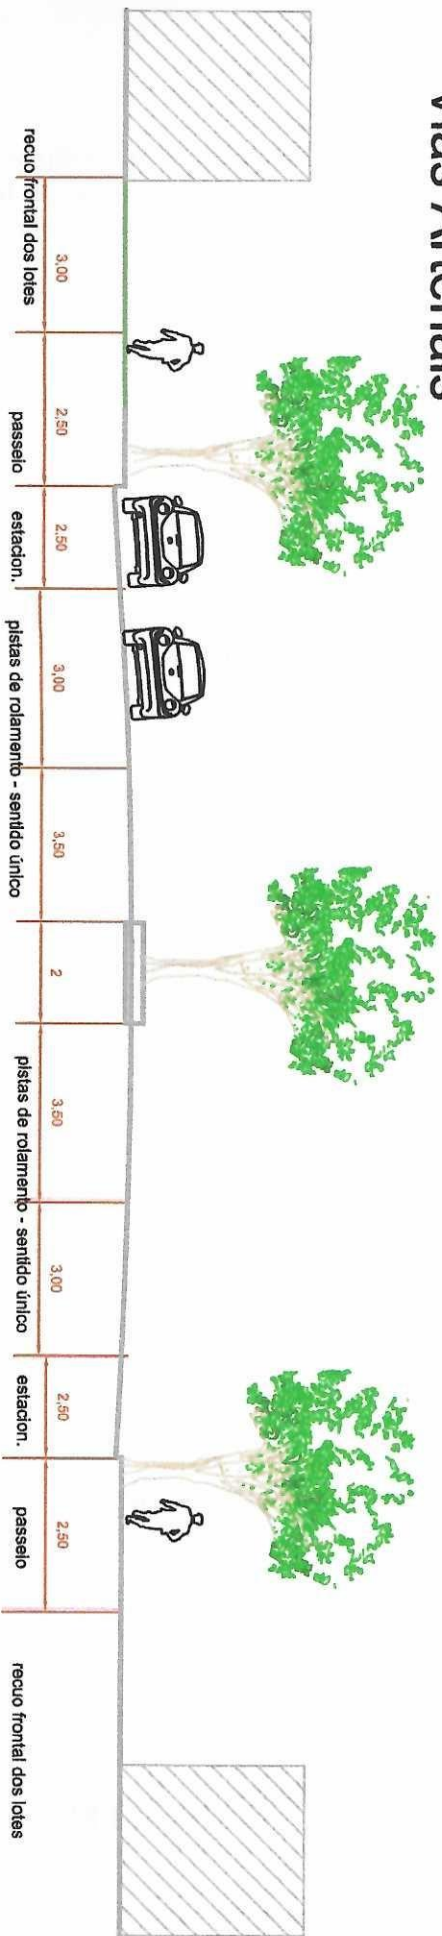 Vias Arteriais
3,00 2,50 2,50 3,00 3,50 2 3,50 3,00 2,50 2,50
recuo frontal dos lotes passeio estacion. pistas de rolamento - sentido único pistas de rolamento - sentido único estacion. passeio recuo frontal dos lotes